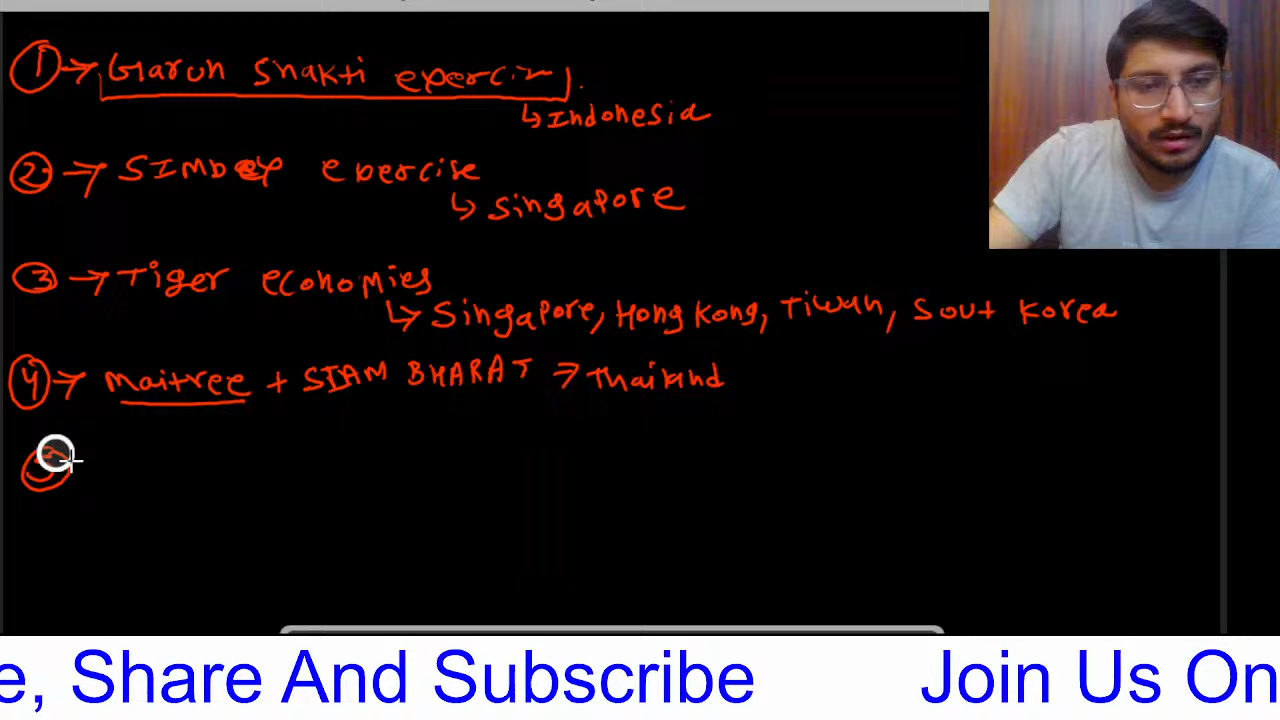 ① → Garun Shakti exercise
↳ Indonesia
② → SIMBEX exercise
↳ Singapore
③ → Tiger economies
↳ Singapore, Hong Kong, Tiwan, Sout Korea
④ → Maitree + SIAM BHARAT → Thailand
⑤
e, Share And Subscribe Join Us On